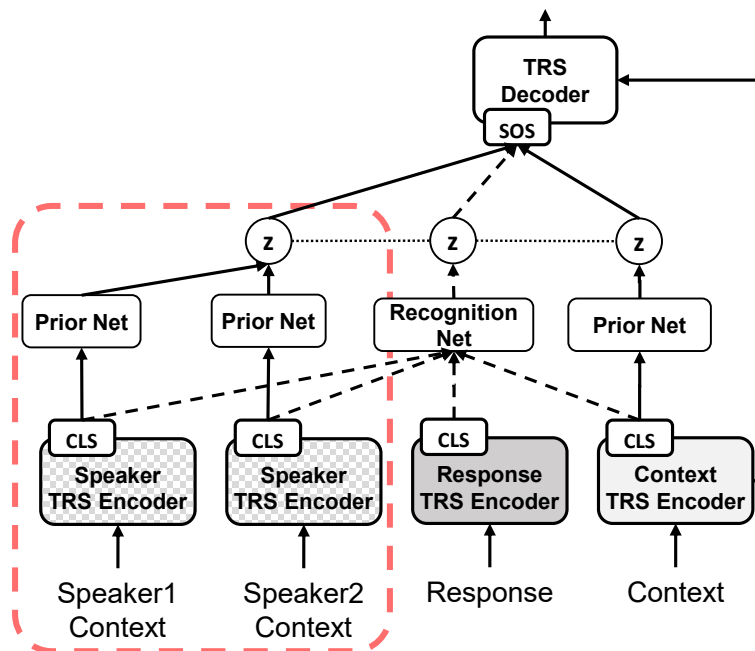 TRS
Decoder
SOS
z
z
z
Prior Net
Prior Net
Recognition
Net
Prior Net
CLS
CLS
CLS
CLS
Speaker
TRS Encoder
Speaker
TRS Encoder
Response
TRS Encoder
Context
TRS Encoder
Speaker1
Context
Speaker2
Context
Response
Context